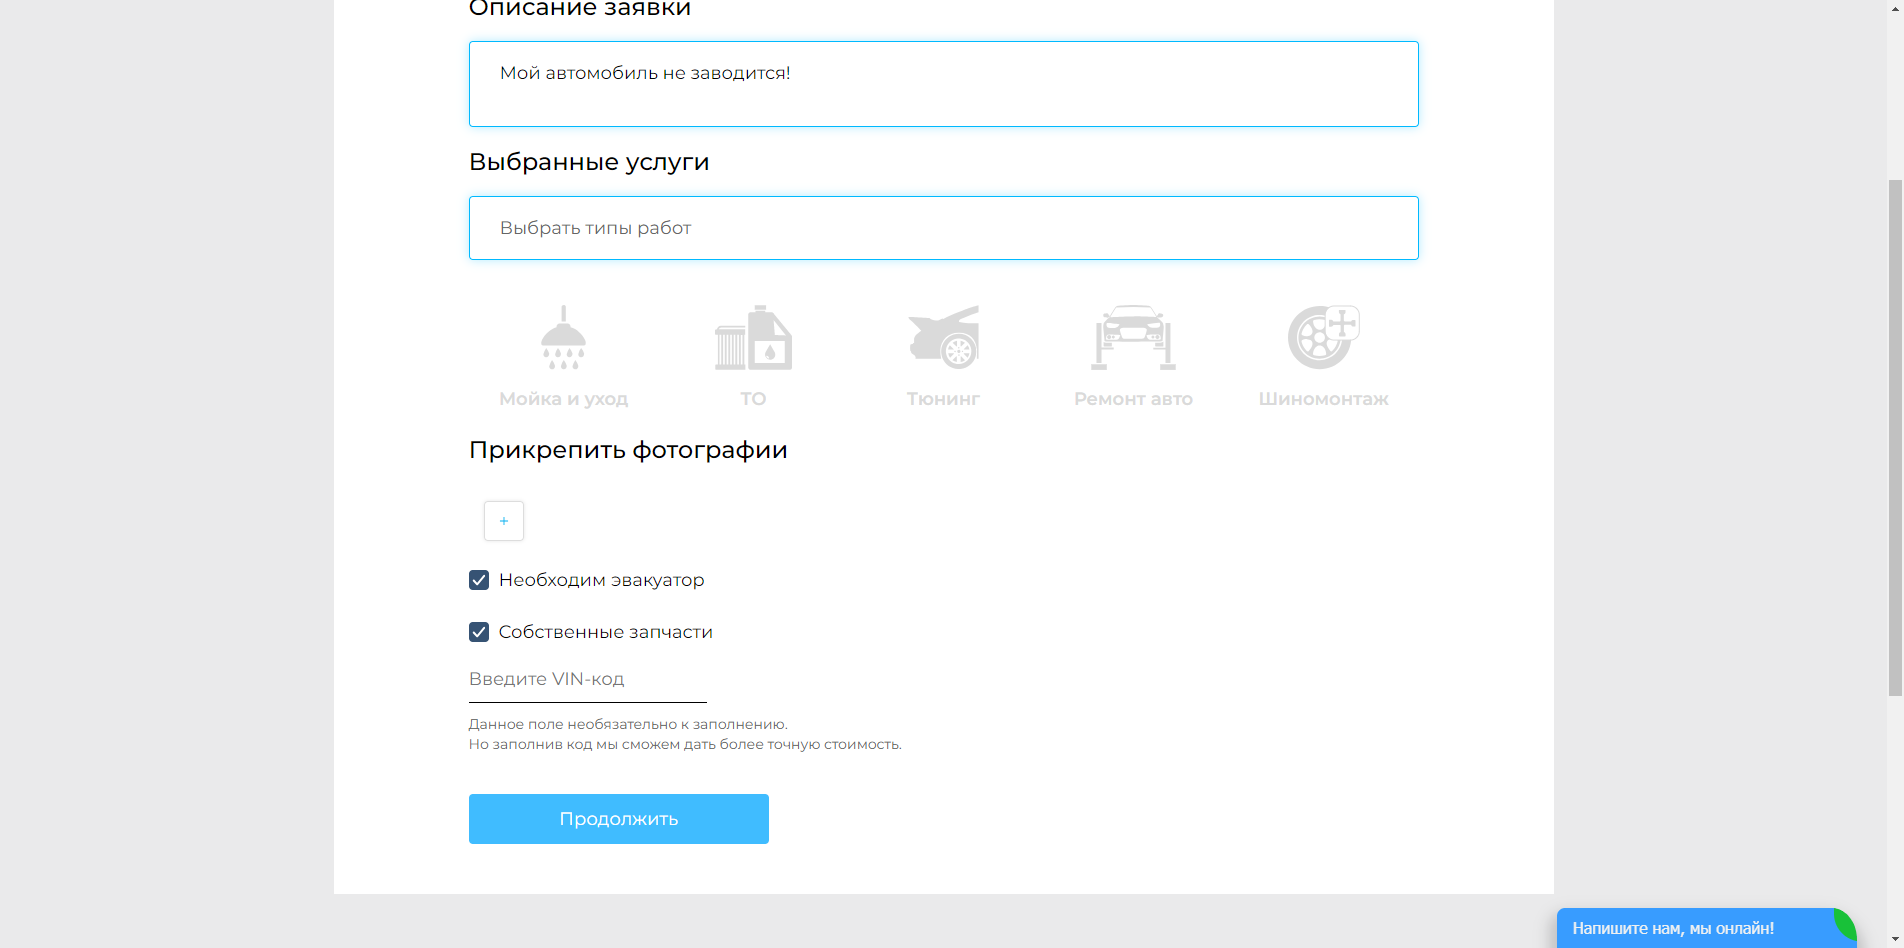 Описание заявки
Мой автомобиль не заводится!
Выбранные услуги
Выбрать типы работ
Мойка и уход
ТО
Тюнинг
Ремонт авто
Шиномонтаж
Прикрепить фотографии
+
Необходим эвакуатор
Собственные запчасти
Введите VIN-код
Данное поле необязательно к заполнению.
Но заполнив код мы сможем дать более точную стоимость.
Продолжить
Напишите нам, мы онлайн!